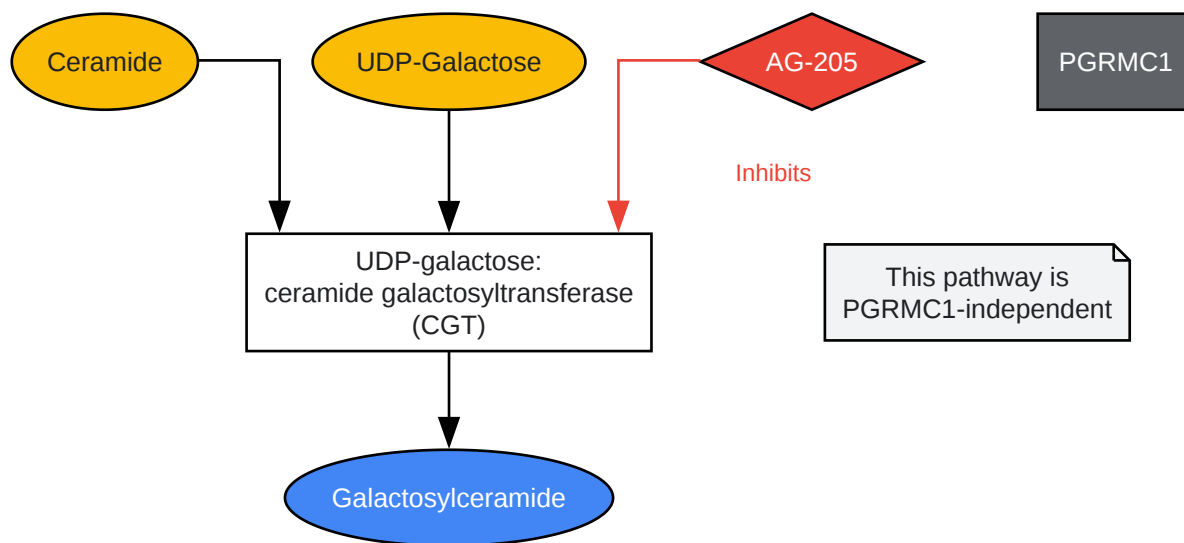 Ceramide
UDP-Galactose
AG-205
PGRMC1
Inhibits
UDP-galactose:
ceramide galactosyltransferase
(CGT)
This pathway is
PGRMC1-independent
Galactosylceramide